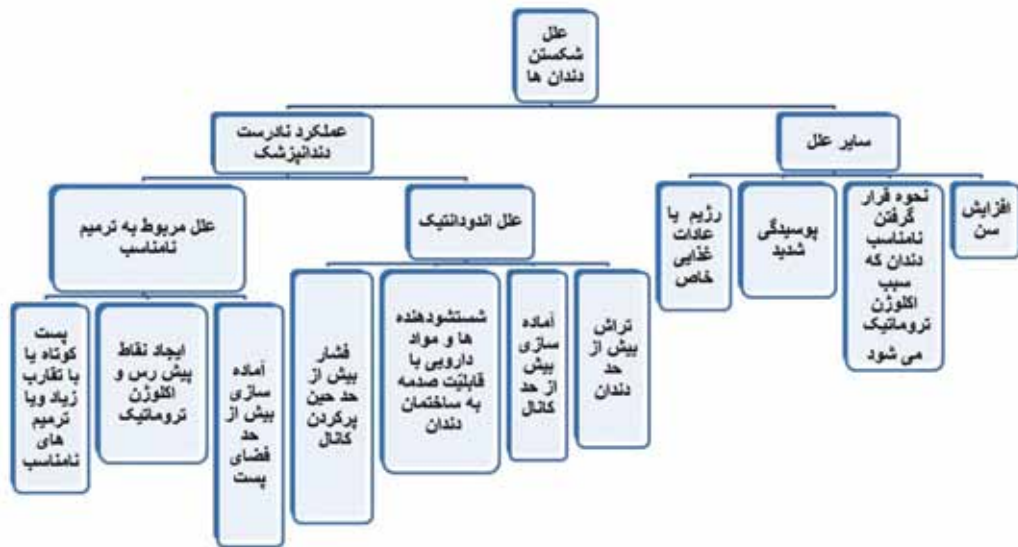 علل
شکستن
دندان ها
سایر علل
عملکرد نادرست
دندانپزشک
افزایش
سن
نحوه قرار
گرفتن
نامناسب
دندان که
سبب
اکلوژن
تروماتیک
می شود
پوسیدگی
شدید
رژیم یا
عادات
غذایی
خاص
علل اندودانتیک
علل مربوط به ترمیم
نامناسب
تراش
بیش از
حد
دندان
آماده
سازی
بیش
از حد
کانال
شستشودهنده
ها و مواد
دارویی با
قابلیّت صدمه
به ساختمان
دندان
فشار
بیش از
حد حین
پرکردن
کانال
آماده
سازی
بیش از
حد
فضای
پست
ایجاد نقاط
پیش رس و
اکلوژن
تروماتیک
پست
کوتاه یا
با تقارب
زیاد ویا
ترمیم
های
نامناسب